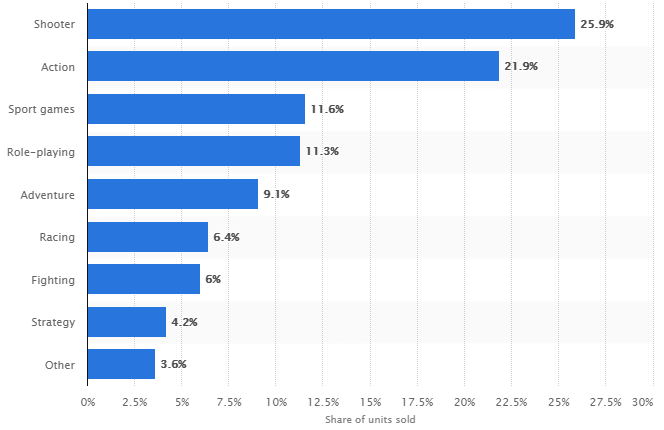 Shooter 25.9%
Action 21.9%
Sport games 11.6%
Role-playing 11.3%
Adventure 9.1%
Racing 6.4%
Fighting 6%
Strategy 4.2%
Other 3.6%
0% 2.5% 5% 7.5% 10% 12.5% 15% 17.5% 20% 22.5% 25% 27.5% 30%
Share of units sold